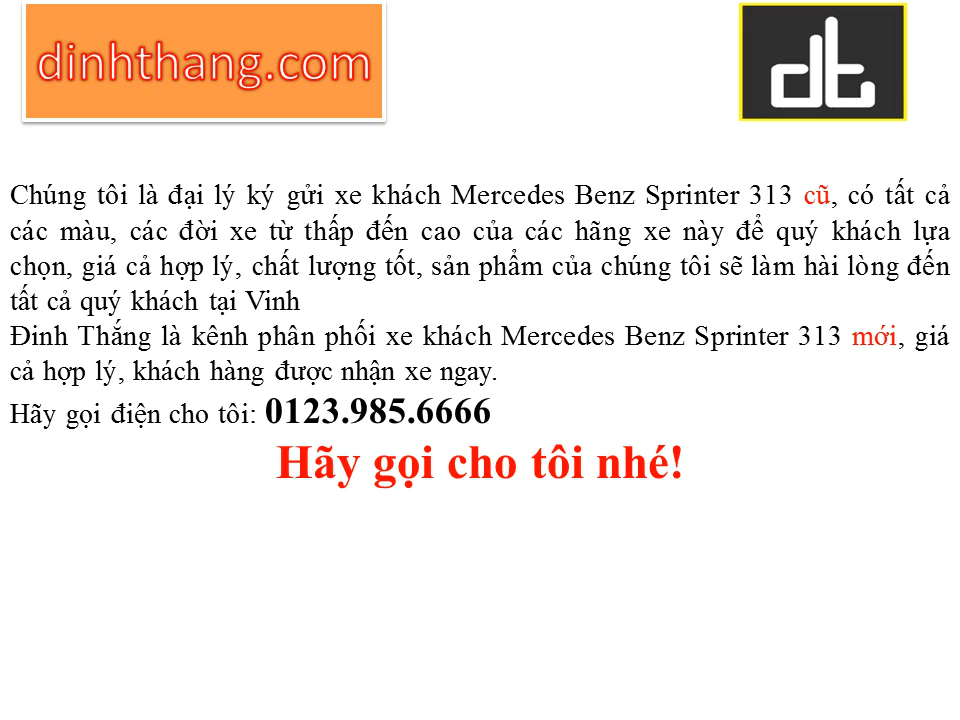 dinhthang.com
dt
Chúng tôi là đại lý ký gửi xe khách Mercedes Benz Sprinter 313 cũ, có tất cả
các màu, các đời xe từ thấp đến cao của các hãng xe này để quý khách lựa
chọn, giá cả hợp lý, chất lượng tốt, sản phẩm của chúng tôi sẽ làm hài lòng đến
tất cả quý khách tại Vinh
Đinh Thắng là kênh phân phối xe khách Mercedes Benz Sprinter 313 mới, giá
cả hợp lý, khách hàng được nhận xe ngay.
Hãy gọi điện cho tôi: 0123.985.6666
Hãy gọi cho tôi nhé!